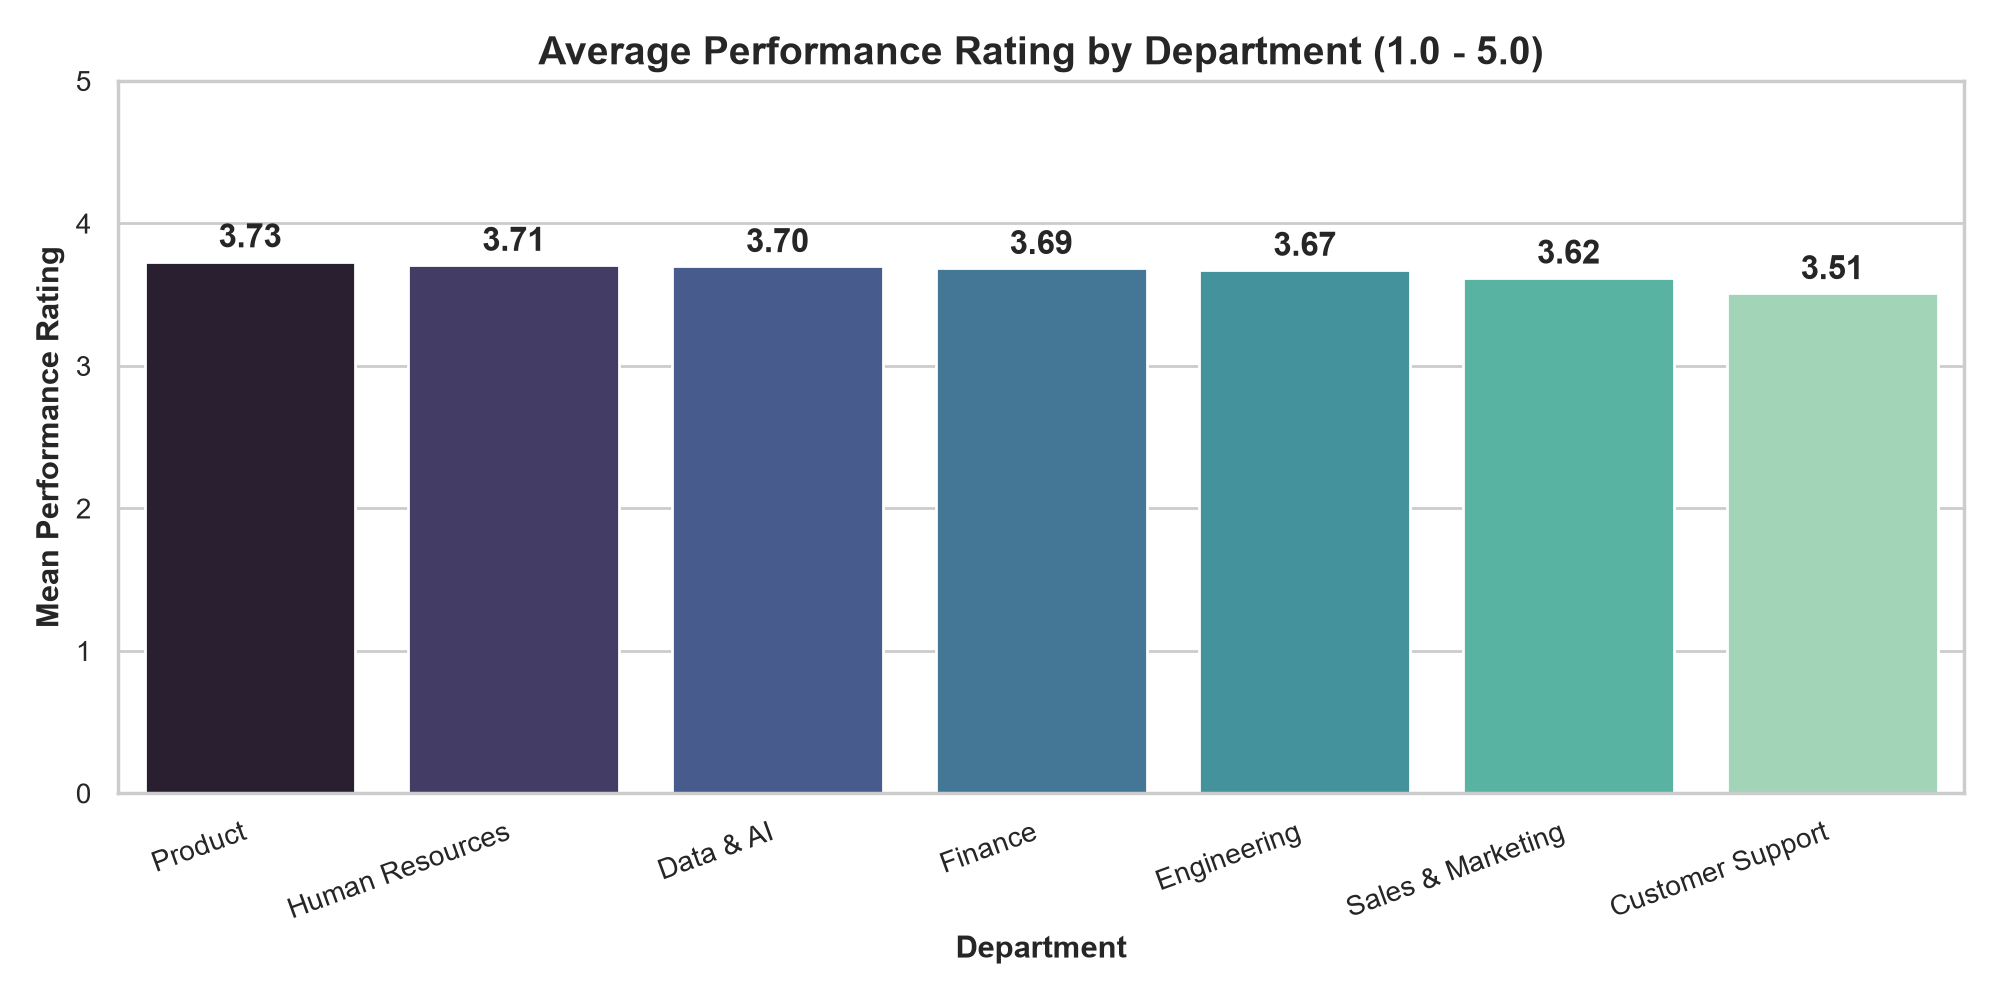 Average Performance Rating by Department (1.0 - 5.0)
Mean Performance Rating
5
4
3
2
1
0
3.73
3.71
3.70
3.69
3.67
3.62
3.51
Product
Human Resources
Data & AI
Finance
Engineering
Sales & Marketing
Customer Support
Department